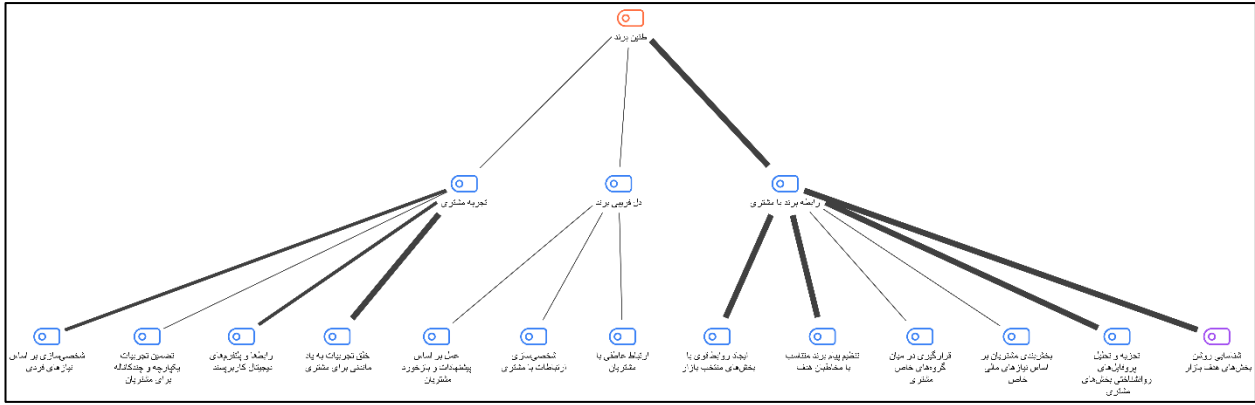 طنین برند
تجربه مشتری
دل فریبی برند
رابطه برند با مشتری
شخصی‌سازی بر اساس
نیازهای فردی
تضمین تجربیات
یکپارچه و چندکاناله
برای مشتریان
رابط‌ها و پلتفرم‌های
دیجیتال کاربرپسند
خلق تجربیات به یاد
ماندنی برای مشتری
عمل بر اساس
پیشنهادات و بازخورد
مشتریان
شخصی‌سازی
ارتباطات با مشتری
ارتباط عاطفی با
مشتریان
ایجاد روابط قوی با
بخش‌های منتخب بازار
تنظیم پیام برند متناسب
با مخاطبین هدف
قرارگیری در میان
گروه‌های خاص
مشتری
بخش‌بندی مشتریان بر
اساس نیازهای مالی
خاص
تجزیه و تحلیل
پروفایل‌های
روانشناختی بخش‌های
مشتری
شناسایی روشن
بخش‌های هدف بازار